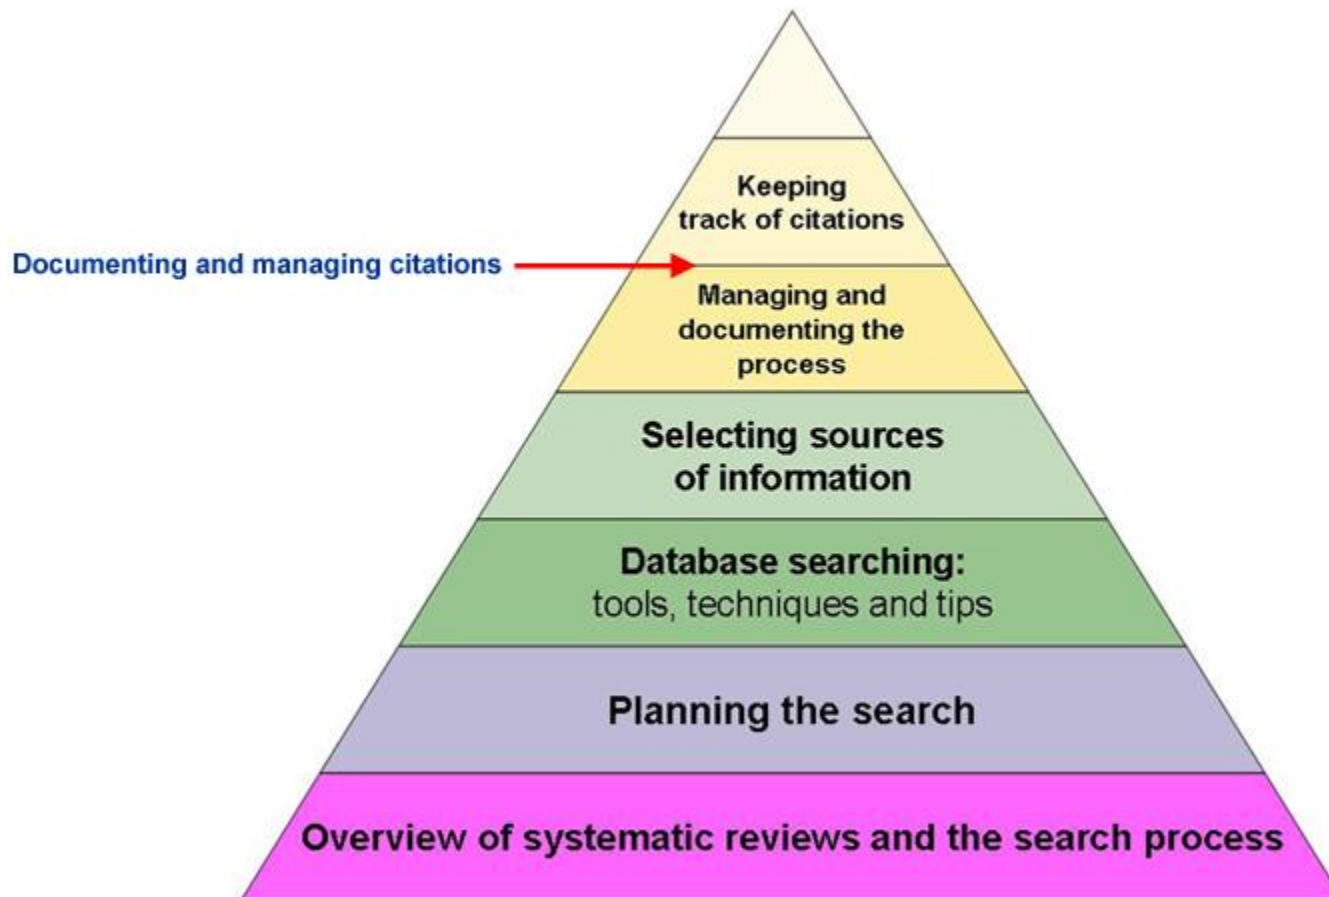 Keeping
track of citations
Documenting and managing citations
Managing and
documenting the
process
Selecting sources
of information
Database searching:
tools, techniques and tips
Planning the search
Overview of systematic reviews and the search process